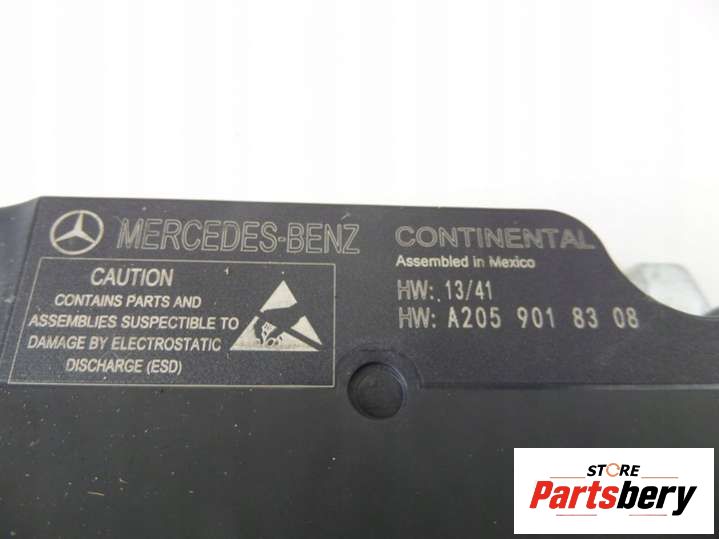 MERCEDES-BENZ
CONTINENTAL
Assembled in Mexico
HW: 13/41
HW: A205 901 83 08
CAUTION
CONTAINS PARTS AND
ASSEMBLIES SUSPECTIBLE TO
DAMAGE BY ELECTROSTATIC
DISCHARGE (ESD)
STORE
Partsbery